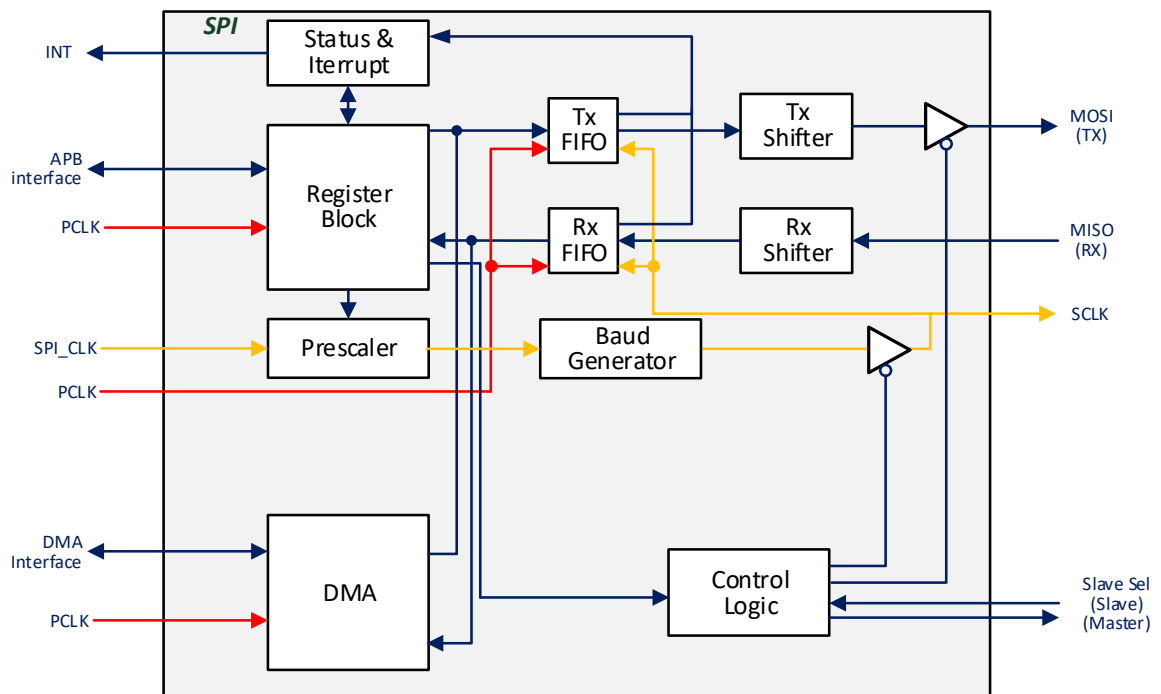 SPI
INT
Status &
Iterrupt
Tx
FIFO
Tx
Shifter
MOSI
(TX)
APB
interface
Register
Block
PCLK
Rx
FIFO
Rx
Shifter
MISO
(RX)
SCLK
SPI_CLK
Prescaler
Baud
Generator
PCLK
DMA
Interface
DMA
PCLK
Control
Logic
Slave Sel
(Slave)
(Master)